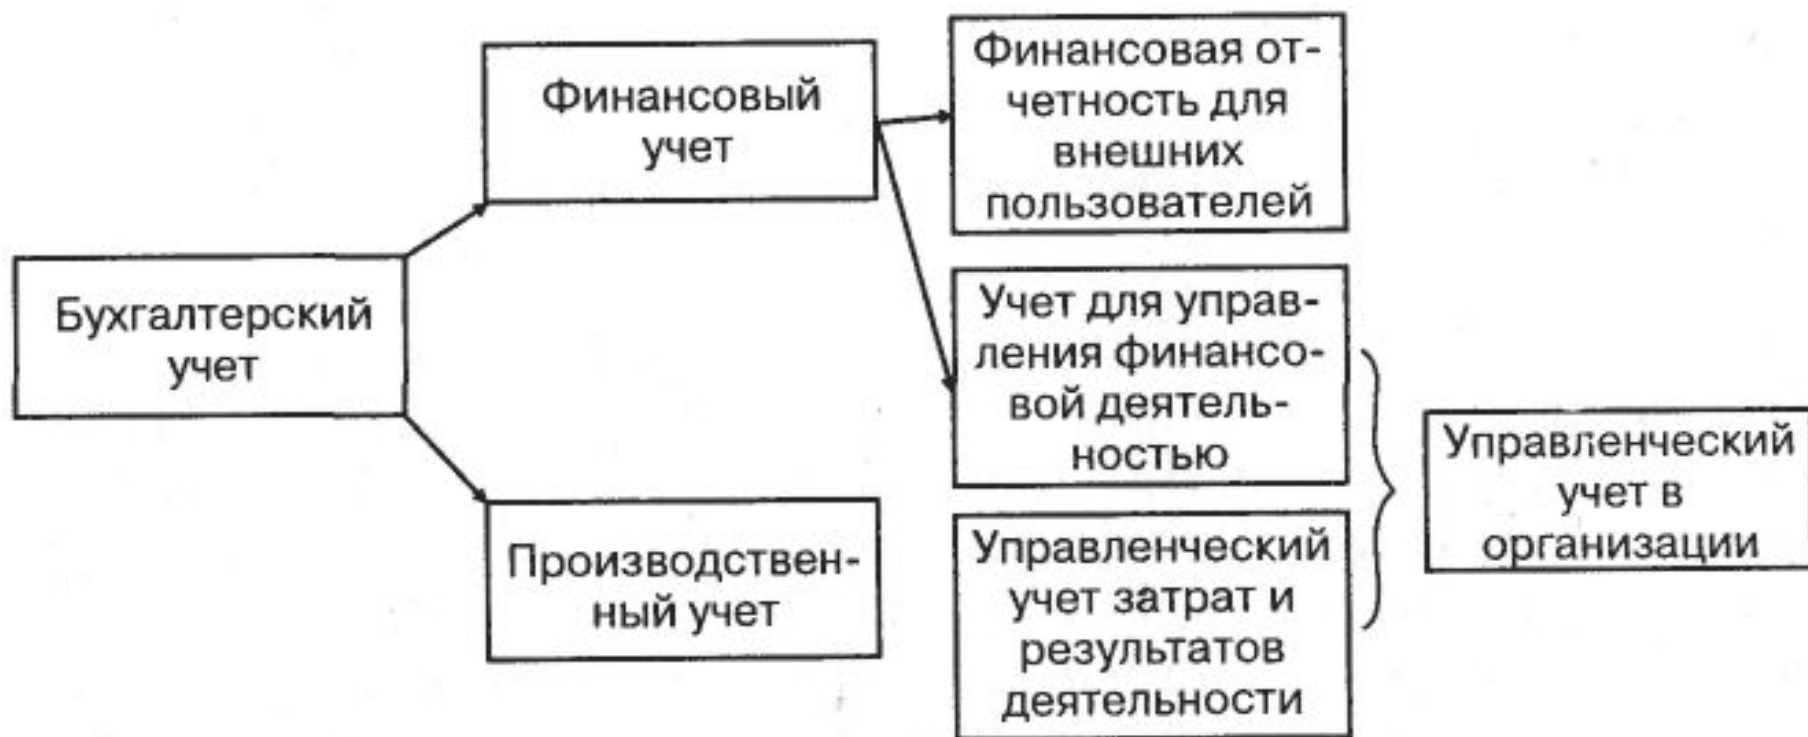 Финансовый
учет
Финансовая от-
четность для
внешних
пользователей
Бухгалтерский
учет
Учет для управ-
ления финансо-
вой деятель-
ностью
Производствен-
ный учет
Управленческий
учет затрат и
результатов
деятельности
Управленческий
учет в
организации